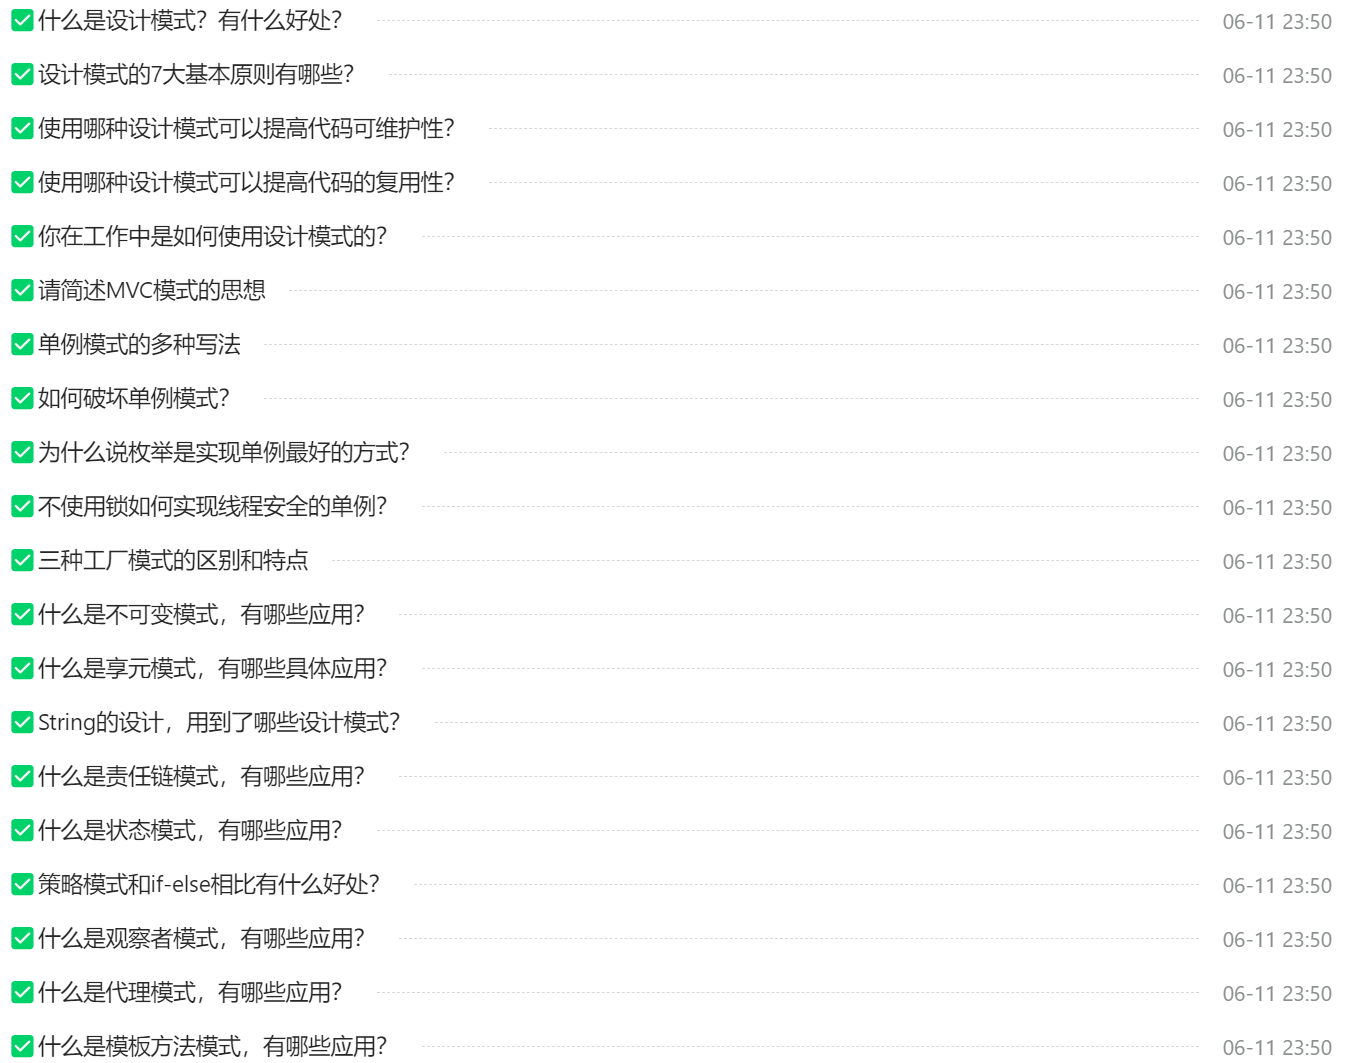 什么是设计模式？有什么好处？ 06-11 23:50
设计模式的7大基本原则有哪些？ 06-11 23:50
使用哪种设计模式可以提高代码可维护性？ 06-11 23:50
使用哪种设计模式可以提高代码的复用性？ 06-11 23:50
你在工作中是如何使用设计模式的？ 06-11 23:50
请简述MVC模式的思想 06-11 23:50
单例模式的多种写法 06-11 23:50
如何破坏单例模式？ 06-11 23:50
为什么说枚举是实现单例最好的方式？ 06-11 23:50
不使用锁如何实现线程安全的单例？ 06-11 23:50
三种工厂模式的区别和特点 06-11 23:50
什么是不可变模式，有哪些应用？ 06-11 23:50
什么是享元模式，有哪些具体应用？ 06-11 23:50
String的设计，用到了哪些设计模式？ 06-11 23:50
什么是责任链模式，有哪些应用？ 06-11 23:50
什么是状态模式，有哪些应用？ 06-11 23:50
策略模式和if-else相比有什么好处？ 06-11 23:50
什么是观察者模式，有哪些应用？ 06-11 23:50
什么是代理模式，有哪些应用？ 06-11 23:50
什么是模板方法模式，有哪些应用？ 06-11 23:50